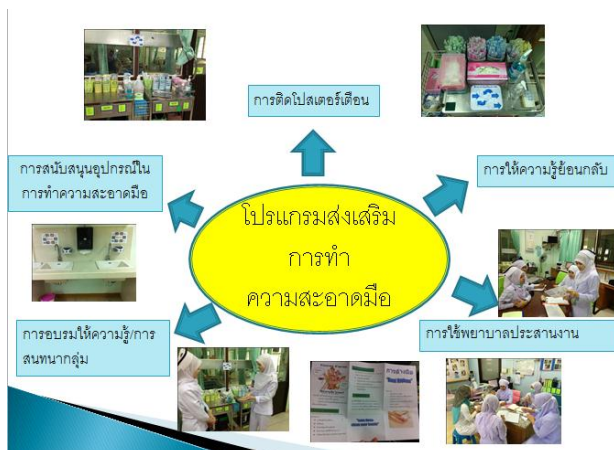 การติดโปสเตอร์เตือน
การสนับสนุนอุปกรณ์ใน
การทำความสะอาดมือ
การให้ความรู้ย้อนกลับ
โปรแกรมส่งเสริม
การทำ
ความสะอาดมือ
การอบรมให้ความรู้/การ
สนทนากลุ่ม
การใช้พยาบาลประสานงาน